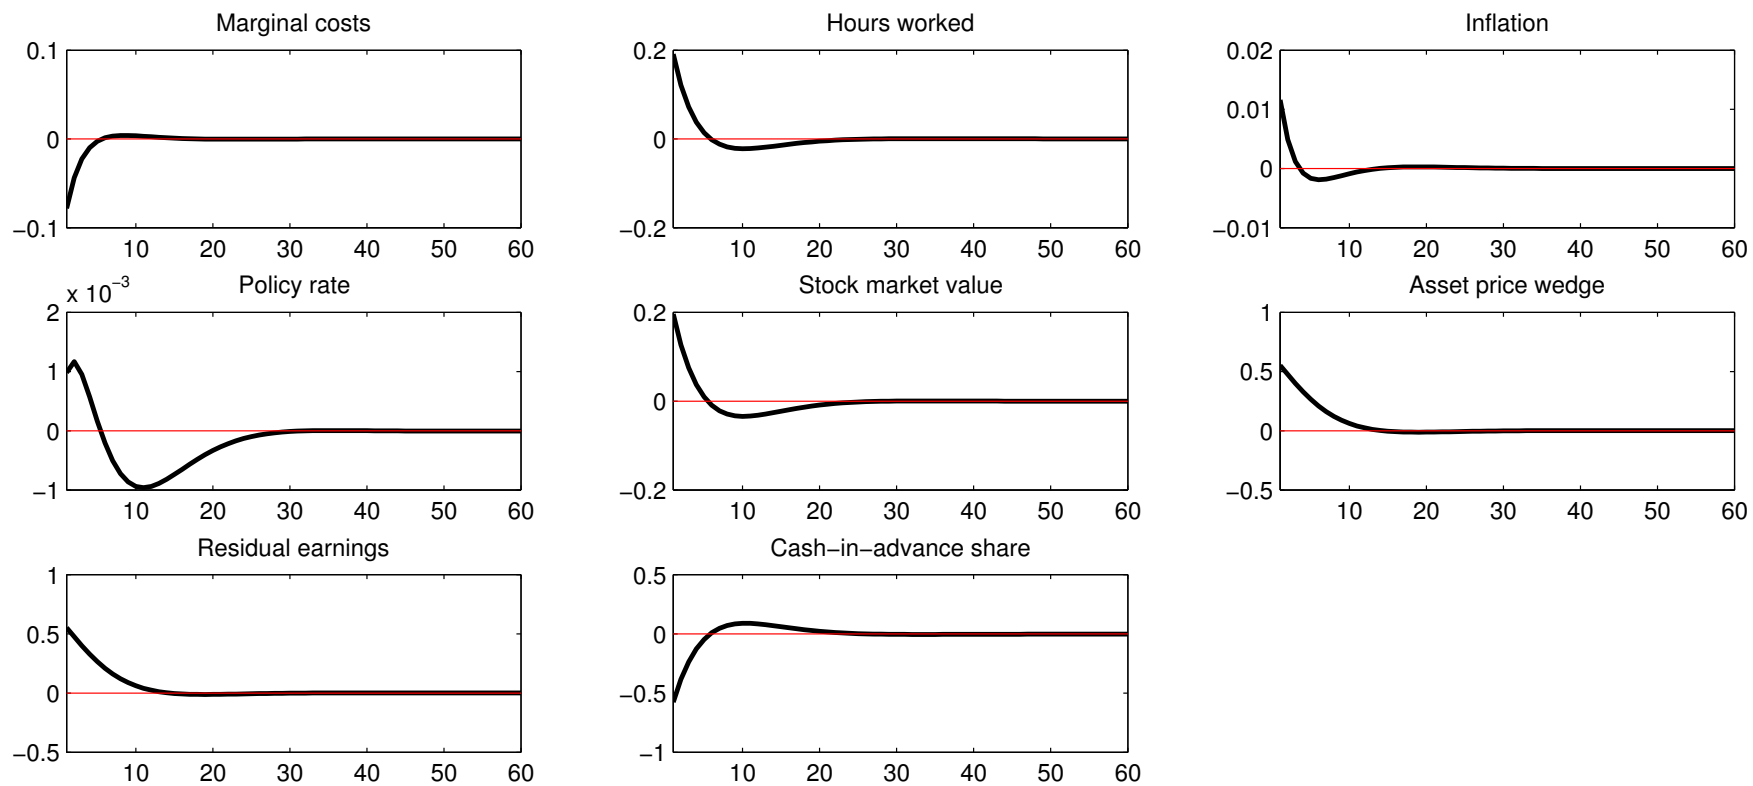 Marginal costs
0.1
0
−0.1
10 20 30 40 50 60
Hours worked
0.2
0
−0.2
10 20 30 40 50 60
Inflation
0.02
0.01
0
−0.01
10 20 30 40 50 60
Policy rate
x 10−3
2
1
0
−1
10 20 30 40 50 60
Stock market value
0.2
0
−0.2
10 20 30 40 50 60
Asset price wedge
1
0.5
0
−0.5
10 20 30 40 50 60
Residual earnings
1
0.5
0
−0.5
10 20 30 40 50 60
Cash−in−advance share
0.5
0
−0.5
−1
10 20 30 40 50 60